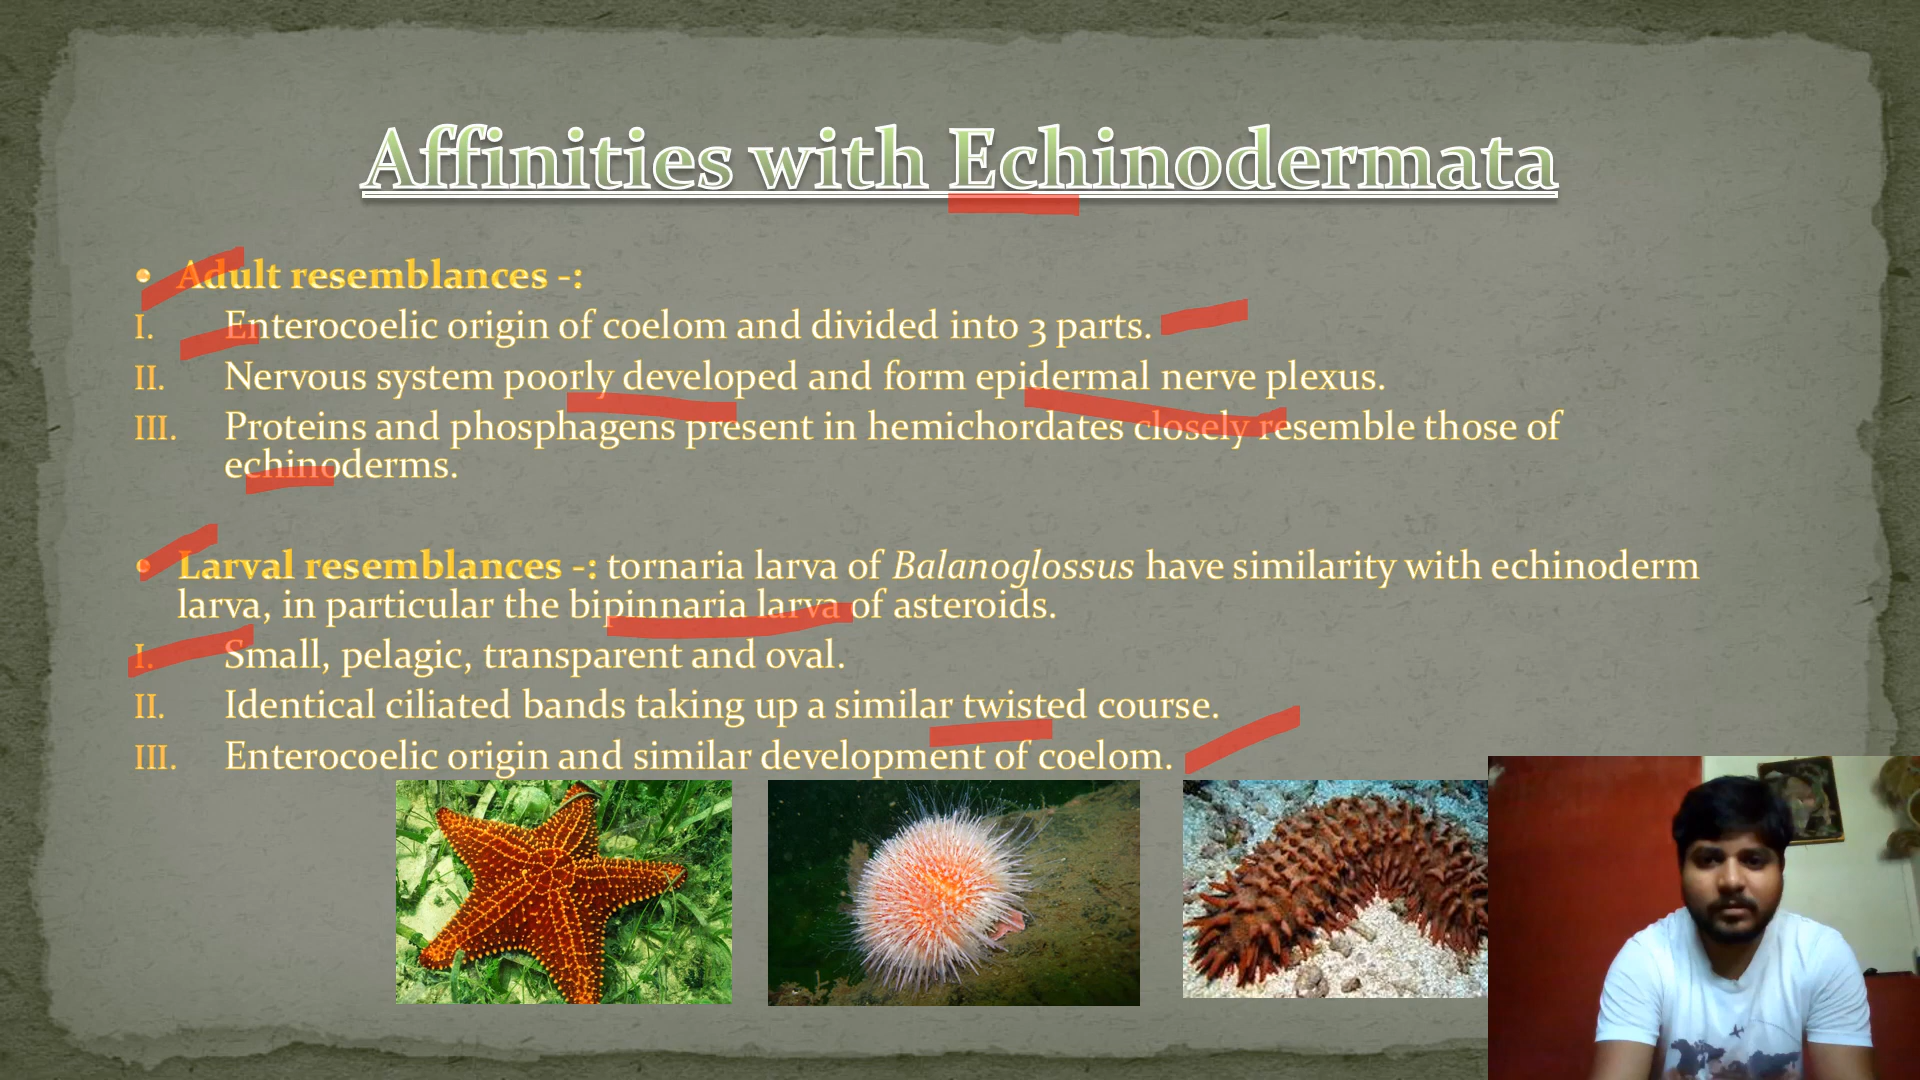 Affinities with Echinodermata
• Adult resemblances -:
I. Enterocoelic origin of coelom and divided into 3 parts.
II. Nervous system poorly developed and form epidermal nerve plexus.
III. Proteins and phosphagens present in hemichordates closely resemble those of
echinoderms.
• Larval resemblances -: tornaria larva of Balanoglossus have similarity with echinoderm
larva, in particular the bipinnaria larva of asteroids.
I. Small, pelagic, transparent and oval.
II. Identical ciliated bands taking up a similar twisted course.
III. Enterocoelic origin and similar development of coelom.